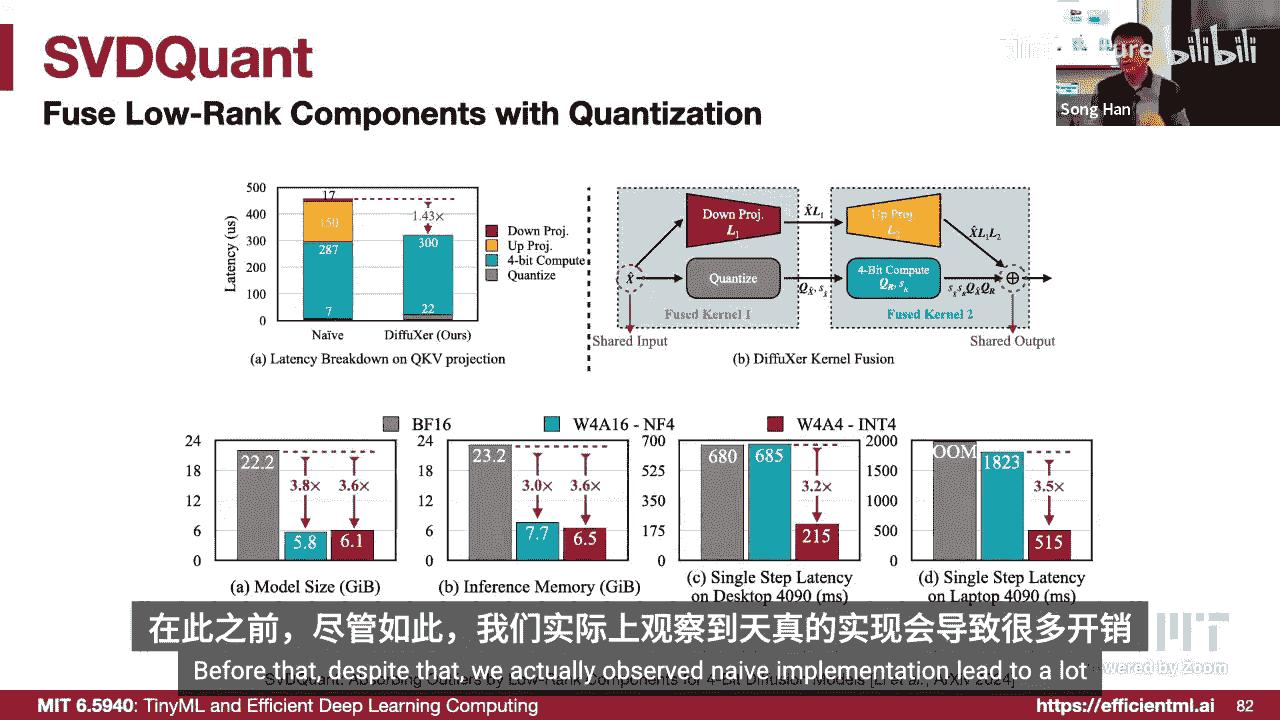 SVDQuant
Fuse Low-Rank Components with Quantization
bilibili
Song Han
500
400
300
200
100
0
Latency (us)
17
150
287
7
1.43×
300
22
Naïve
DiffuXer (Ours)
Down Proj.
Up Proj.
4-bit Compute
Quantize
(a) Latency Breakdown on QKV projection
Down Proj.
L₁
X̂L₁
Up Proj.
X̂L₁L₂
X̂
Quantize
4-Bit Compute
Fused Kernel 1
Fused Kernel 2
Shared Input
Shared Output
(b) DiffuXer Kernel Fusion
BF16
W4A16 - NF4
W4A4 - INT4
24
18
12
6
0
22.2
3.8×
3.6×
5.8
6.1
(a) Model Size (GiB)
24
18
12
6
0
23.2
3.0×
3.6×
7.7
6.5
(b) Inference Memory (GiB)
700
525
350
175
0
680
685
3.2×
215
(c) Single Step Latency
on Desktop 4090 (ms)
2000
1500
1000
500
0
OOM
1823
3.5×
515
(d) Single Step Latency
on Laptop 4090 (ms)
在此之前，尽管如此，我们实际上观察到天真的实现会导致很多开销
Before that, despite that, we actually observed naive implementation lead to a lot
MIT
wered by Zoom
MIT 6.5940: TinyML and Efficient Deep Learning Computing
https://efficientml.ai
82